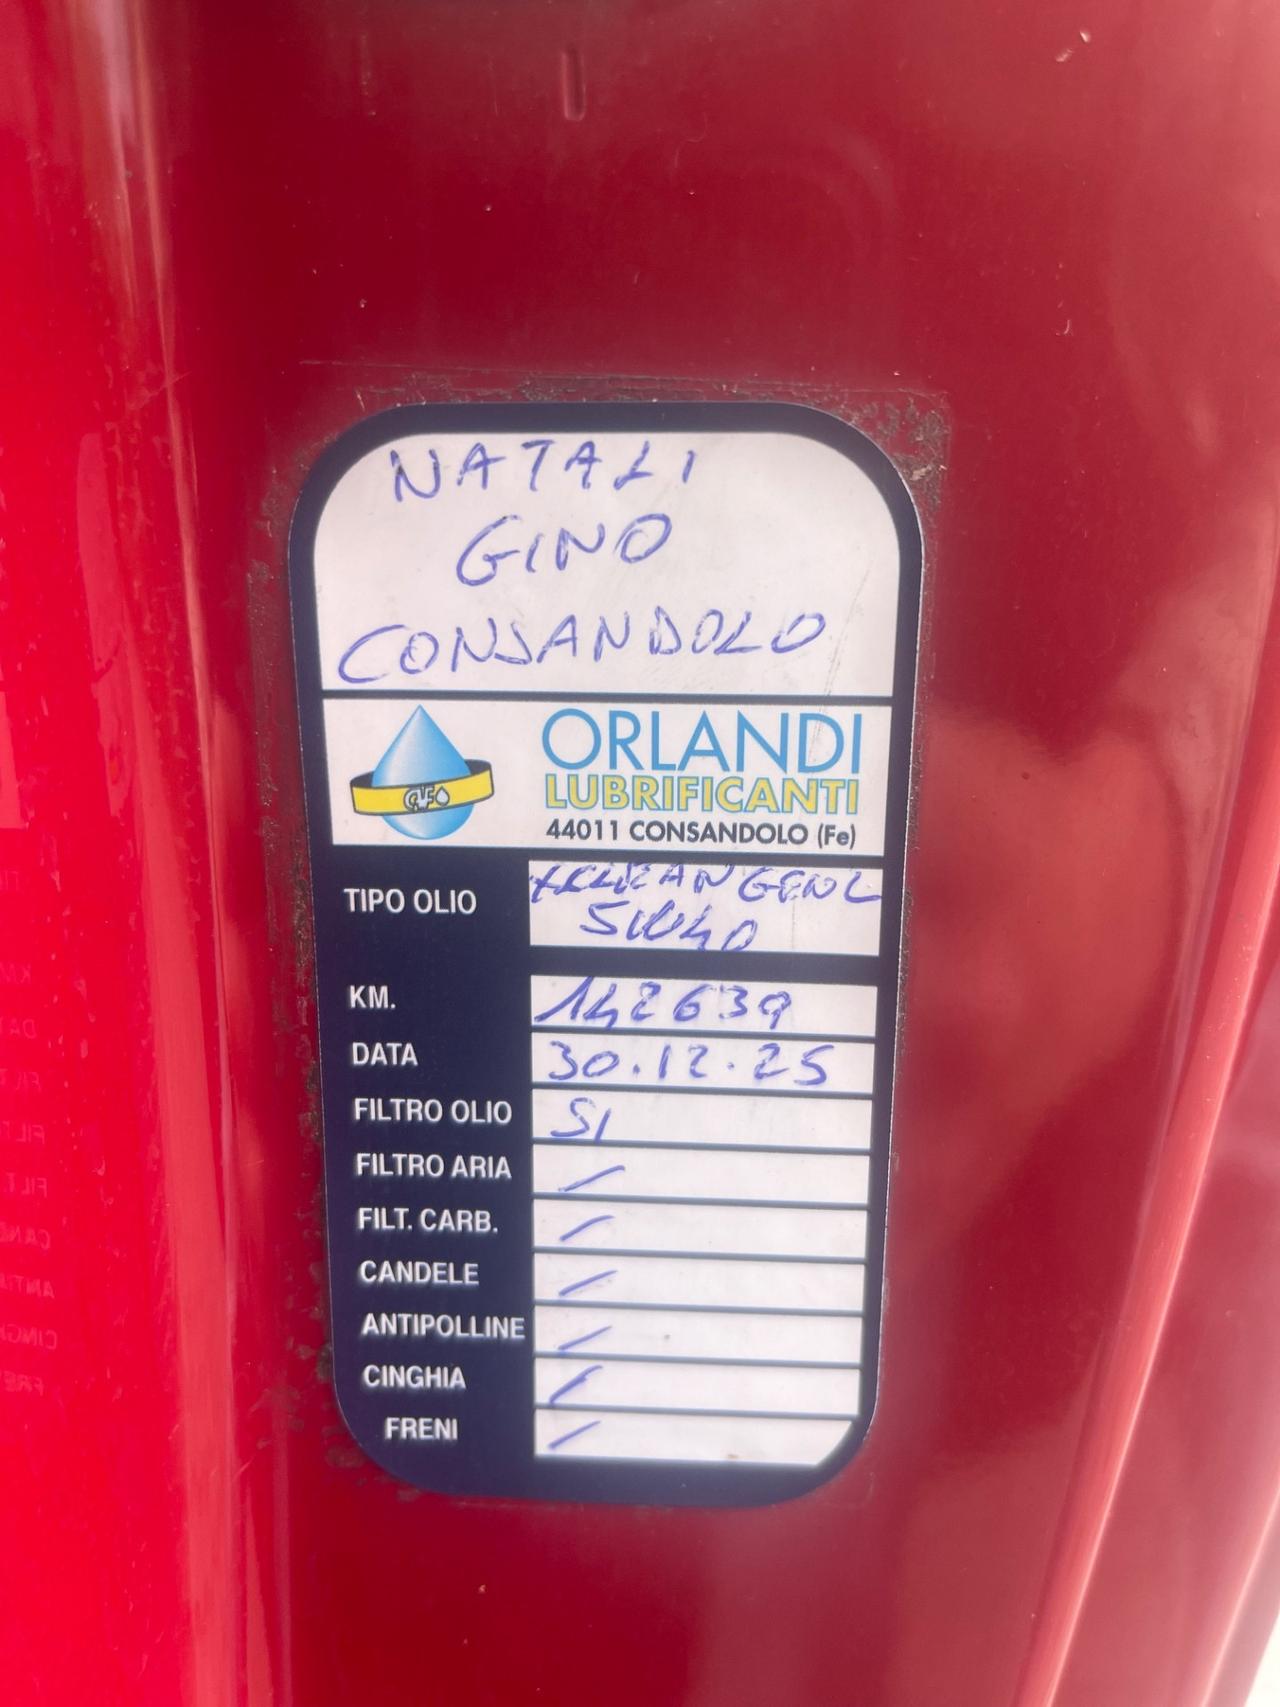 NATALI
GINO
CONSANDOLO
ORLANDI
LUBRIFICANTI
44011 CONSANDOLO (Fe)
TIPO OLIO
5W40
KM. 142639
DATA 30.12.25
FILTRO OLIO SI
FILTRO ARIA /
FILT. CARB. /
CANDELE /
ANTIPOLLINE /
CINGHIA /
FRENI /